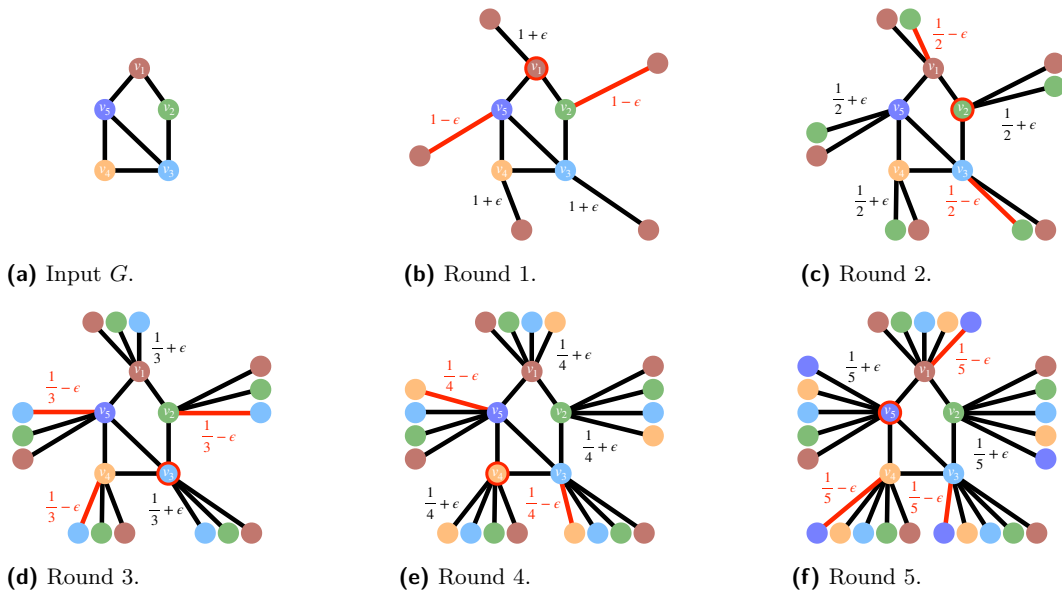 v₁
v₅
v₂
v₄
v₃
(a) Input G.
1 + ϵ
v₁
1 − ϵ
v₅
v₂
1 − ϵ
v₄
v₃
1 + ϵ
1 + ϵ
(b) Round 1.
1/2 − ϵ
v₁
1/2 + ϵ
v₅
v₂
1/2 + ϵ
v₄
v₃
1/2 + ϵ
1/2 − ϵ
(c) Round 2.
1/3 + ϵ
v₁
1/3 − ϵ
v₅
v₂
1/3 − ϵ
v₄
v₃
1/3 − ϵ
1/3 + ϵ
(d) Round 3.
1/4 + ϵ
v₁
1/4 − ϵ
v₅
v₂
1/4 + ϵ
v₄
v₃
1/4 + ϵ
1/4 − ϵ
(e) Round 4.
1/5 + ϵ
v₁
1/5 − ϵ
v₅
v₂
1/5 + ϵ
v₄
v₃
1/5 − ϵ
1/5 − ϵ
(f) Round 5.